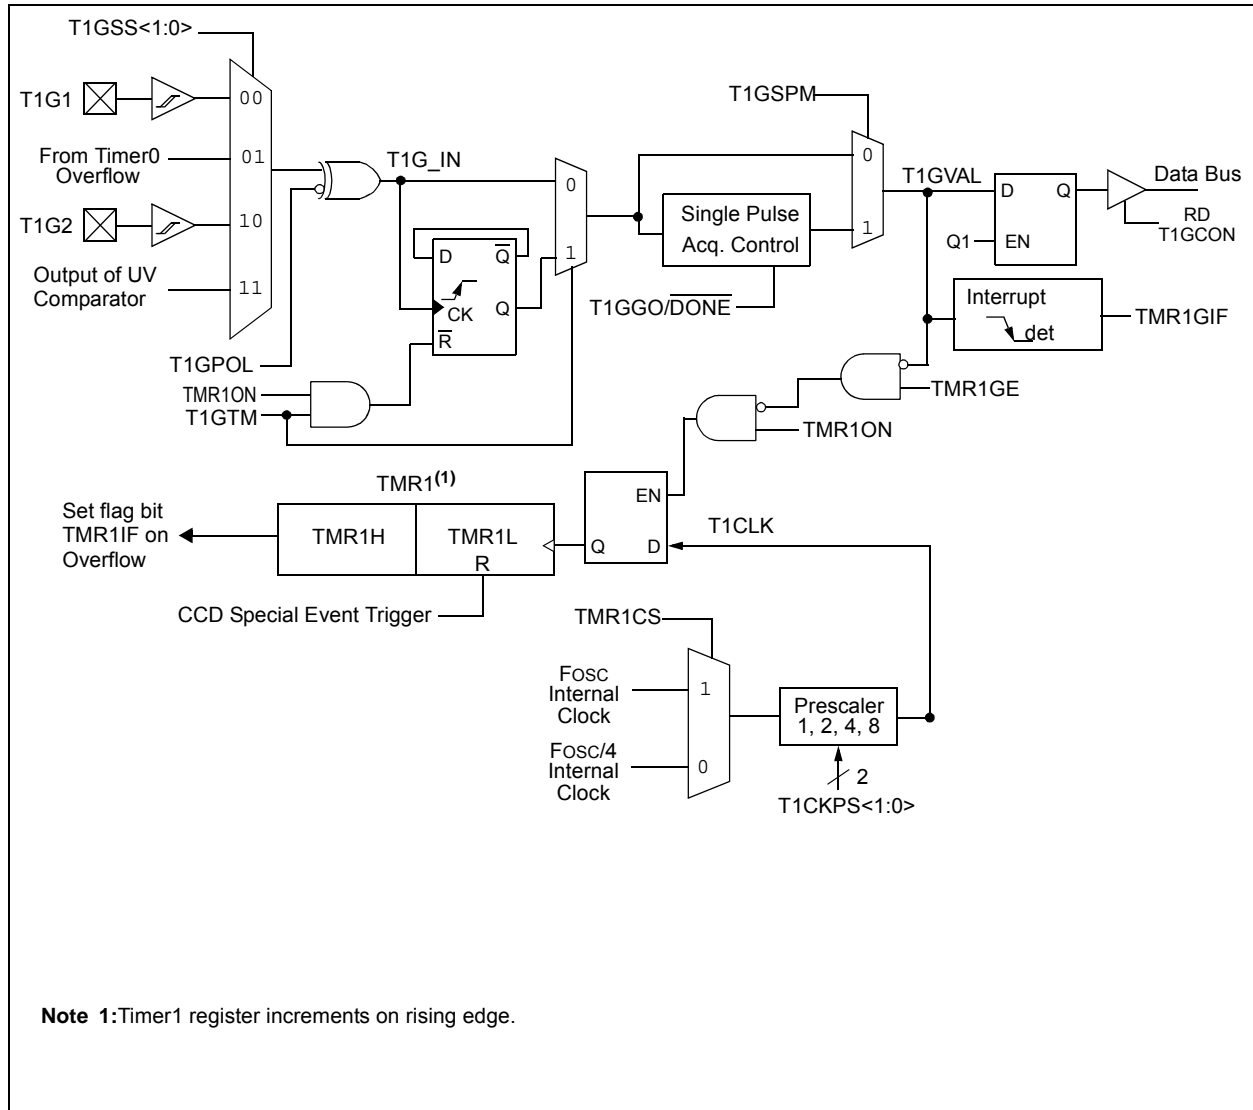 T1GSS<1:0>
T1G1
00
From Timer0
Overflow
01
T1G2
10
Output of UV
Comparator
11
T1GPOL
TMR1ON
T1GTM
T1G_IN
D
Q̅
CK
Q
R̅
0
1
Single Pulse
Acq. Control
T1GGO/D̅O̅N̅E̅
T1GSPM
0
1
T1GVAL
D
Q
Q1
EN
Data Bus
RD
T1GCON
Interrupt
det
TMR1GIF
TMR1GE
TMR1ON
TMR1(1)
Set flag bit
TMR1IF on
Overflow
TMR1H
TMR1L
R
EN
Q
D
T1CLK
CCD Special Event Trigger
TMR1CS
FOSC
Internal
Clock
1
FOSC/4
Internal
Clock
0
Prescaler
1, 2, 4, 8
2
T1CKPS<1:0>
Note 1:Timer1 register increments on rising edge.